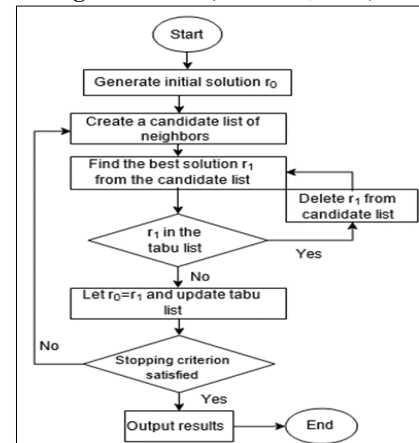 Start
Generate initial solution r₀
Create a candidate list of
neighbors
Find the best solution r₁
from the candidate list
Delete r₁ from
candidate list
r₁ in the
tabu list
Yes
No
Let r₀=r₁ and update tabu
list
No
Stopping criterion
satisfied
Yes
Output results
End